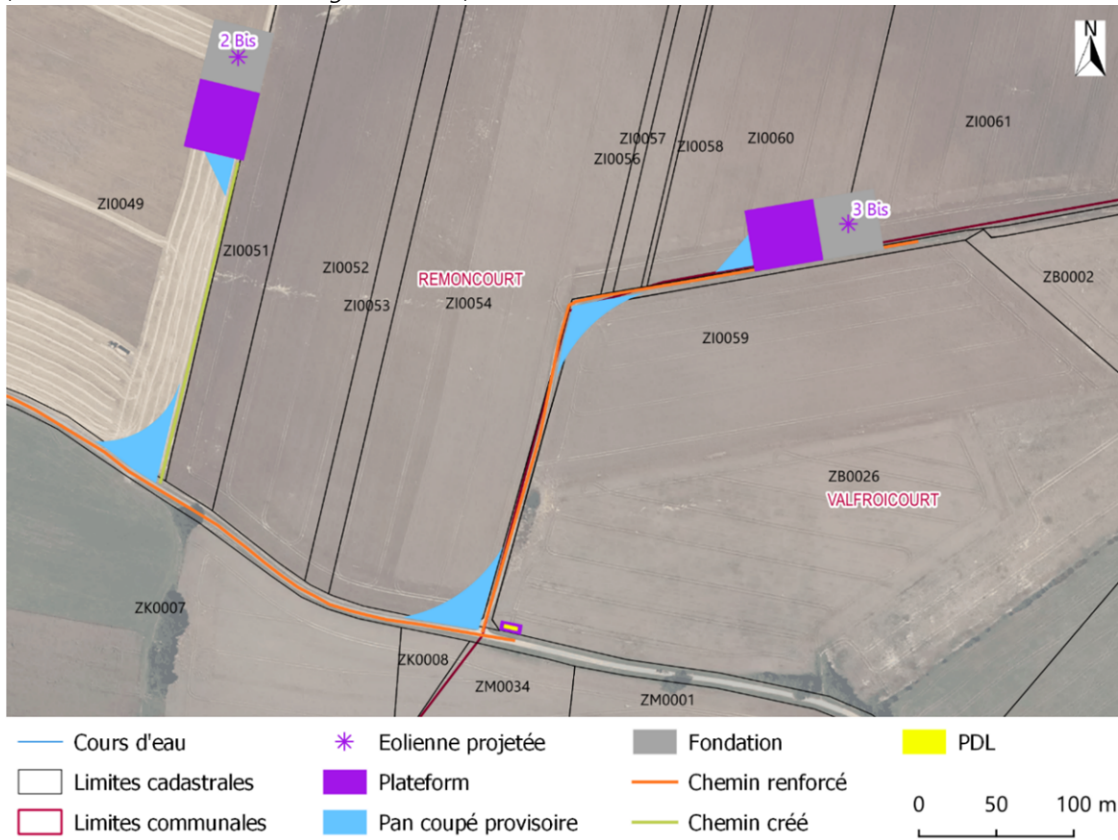 N
2 Bis
ZI0057
ZI0061
ZI0058
ZI0060
ZI0056
ZI0049
3 Bis
ZI0051
ZI0052
REMONCOURT
ZB0002
ZI0053
ZI0054
ZI0059
ZB0026
VALFROICOURT
ZK0007
ZK0008
ZM0034
ZM0001
Cours d'eau
Eolienne projetée
Fondation
PDL
Limites cadastrales
Plateform
Chemin renforcé
Limites communales
Pan coupé provisoire
Chemin créé
0 50 100 m